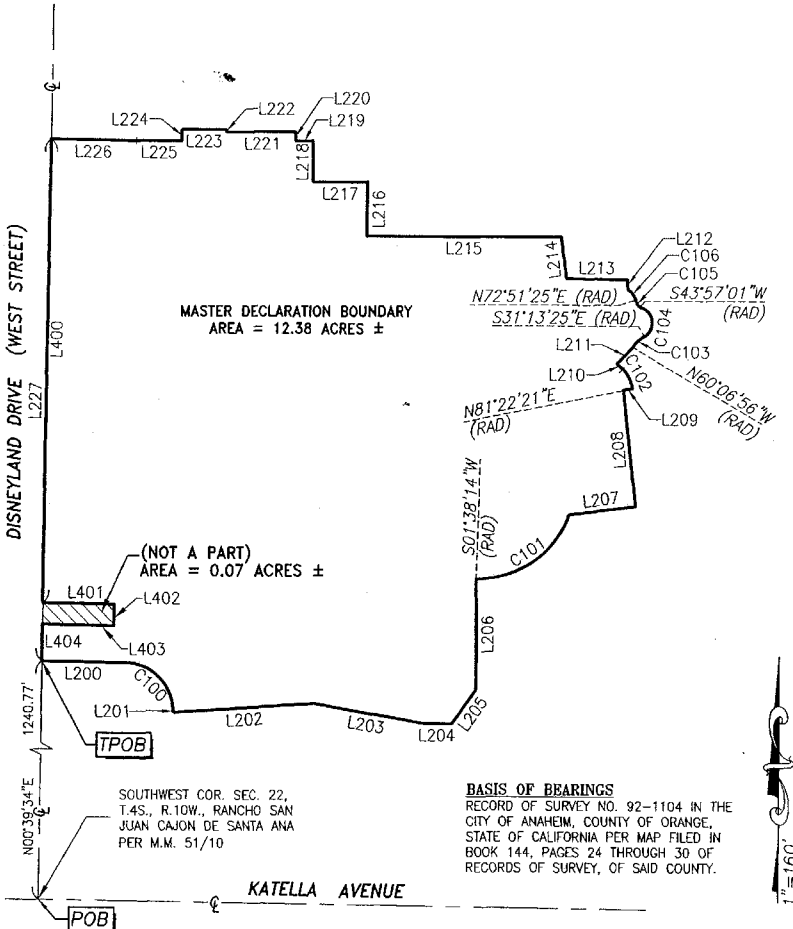 ℄
L224
L222
L220
L219
L223
L221
L226
L225
L218
L217
L216
L215
L214
L212
C106
C105
L213
N72°51'25"E (RAD)
S43°57'01"W
(RAD)
S31°13'25"E (RAD)
C104
MASTER DECLARATION BOUNDARY
AREA = 12.38 ACRES ±
DISNEYLAND DRIVE (WEST STREET)
L400
L227
L211
C103
L210
C102
N60°06'56"W
(RAD)
N81°22'21"E
(RAD)
L209
L208
L207
S01°38'14"W
(RAD)
C101
(NOT A PART)
AREA = 0.07 ACRES ±
L401
L402
L404
L403
L206
L200
C100
L201
L202
L203
L204
L205
TPOB
1240.77'
N00°39'34"E
℄
SOUTHWEST COR. SEC. 22,
T.4S., R.10W., RANCHO SAN
JUAN CAJON DE SANTA ANA
PER M.M. 51/10
BASIS OF BEARINGS
RECORD OF SURVEY NO. 92-1104 IN THE
CITY OF ANAHEIM, COUNTY OF ORANGE,
STATE OF CALIFORNIA PER MAP FILED IN
BOOK 144, PAGES 24 THROUGH 30 OF
RECORDS OF SURVEY, OF SAID COUNTY.
1"=160'
KATELLA AVENUE
℄
POB